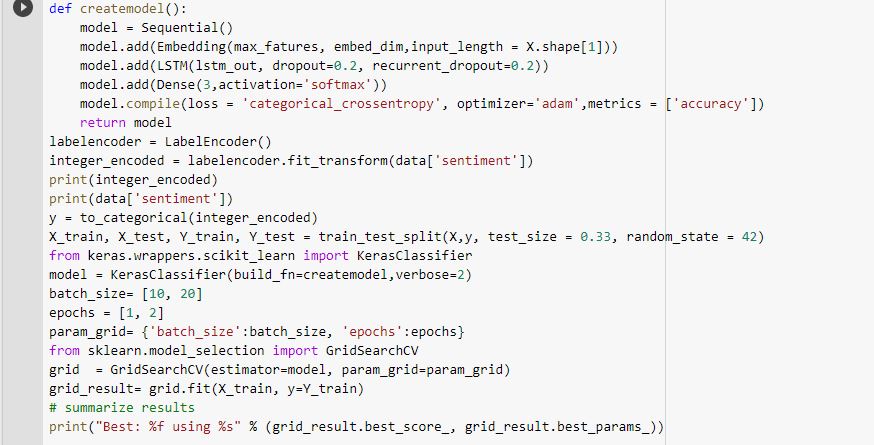 def createmodel():
    model = Sequential()
    model.add(Embedding(max_fatures, embed_dim,input_length = X.shape[1]))
    model.add(LSTM(lstm_out, dropout=0.2, recurrent_dropout=0.2))
    model.add(Dense(3,activation='softmax'))
    model.compile(loss = 'categorical_crossentropy', optimizer='adam',metrics = ['accuracy'])
    return model
labelencoder = LabelEncoder()
integer_encoded = labelencoder.fit_transform(data['sentiment'])
print(integer_encoded)
print(data['sentiment'])
y = to_categorical(integer_encoded)
X_train, X_test, Y_train, Y_test = train_test_split(X,y, test_size = 0.33, random_state = 42)
from keras.wrappers.scikit_learn import KerasClassifier
model = KerasClassifier(build_fn=createmodel,verbose=2)
batch_size= [10, 20]
epochs = [1, 2]
param_grid= {'batch_size':batch_size, 'epochs':epochs}
from sklearn.model_selection import GridSearchCV
grid  = GridSearchCV(estimator=model, param_grid=param_grid)
grid_result= grid.fit(X_train, y=Y_train)
# summarize results
print("Best: %f using %s" % (grid_result.best_score_, grid_result.best_params_))